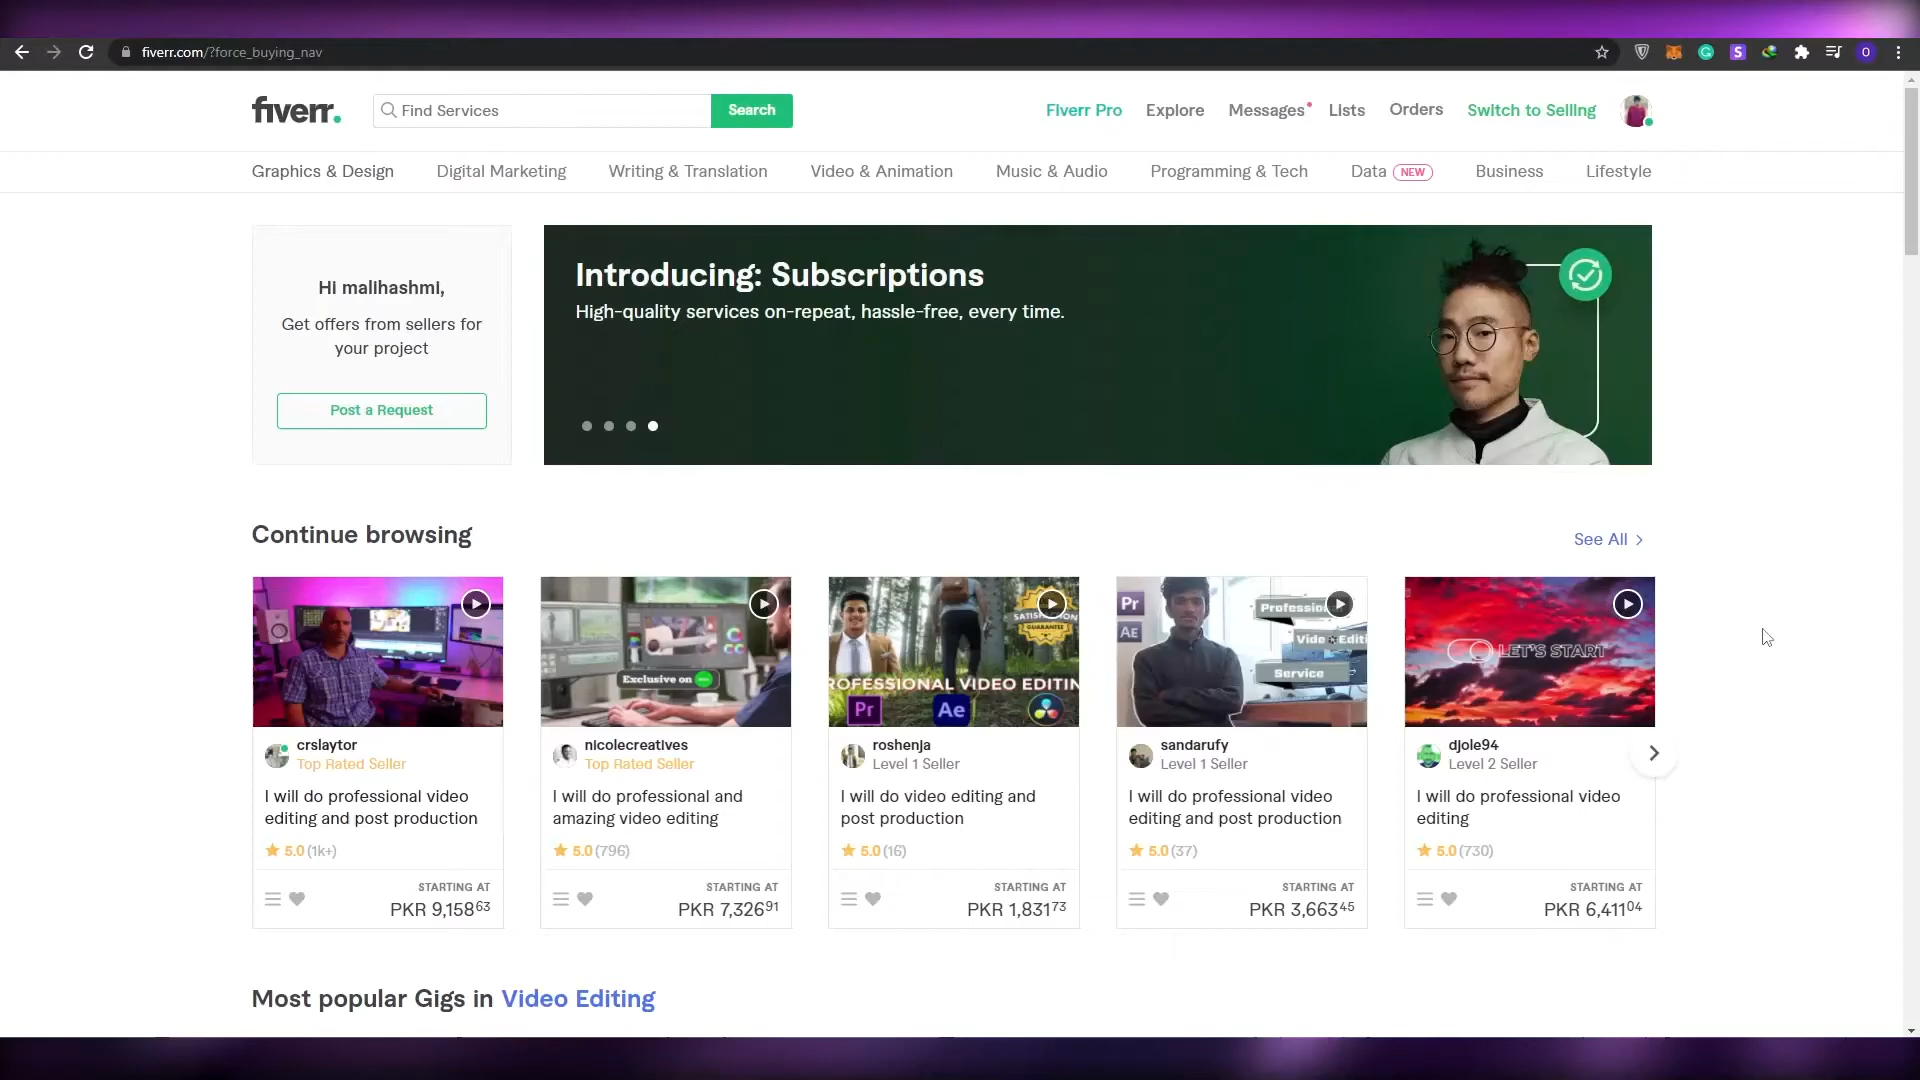 fiverr.com/?force_buying_nav
fiverr.
Find Services
Search
Fiverr Pro
Explore
Messages
Lists
Orders
Switch to Selling
Graphics & Design
Digital Marketing
Writing & Translation
Video & Animation
Music & Audio
Programming & Tech
Data NEW
Business
Lifestyle
Hi malihashmi,
Get offers from sellers for
your project
Post a Request
Introducing: Subscriptions
High-quality services on-repeat, hassle-free, every time.
Continue browsing
See All
Exclusive on
SATISFACTION
GUARANTEE
ROFESSIONAL VIDEO EDITIN
Pr
Ae
Pr
AE
Profession
Vide
Editi
Service
LET'S START
crslaytor
Top Rated Seller
I will do professional video
editing and post production
5.0 (1k+)
STARTING AT
PKR 9,158 63
nicolecreatives
Top Rated Seller
I will do professional and
amazing video editing
5.0 (796)
STARTING AT
PKR 7,326 91
roshenja
Level 1 Seller
I will do video editing and
post production
5.0 (16)
STARTING AT
PKR 1,831 73
sandarufy
Level 1 Seller
I will do professional video
editing and post production
5.0 (37)
STARTING AT
PKR 3,663 45
djole94
Level 2 Seller
I will do professional video
editing
5.0 (730)
STARTING AT
PKR 6,411 04
Most popular Gigs in Video Editing